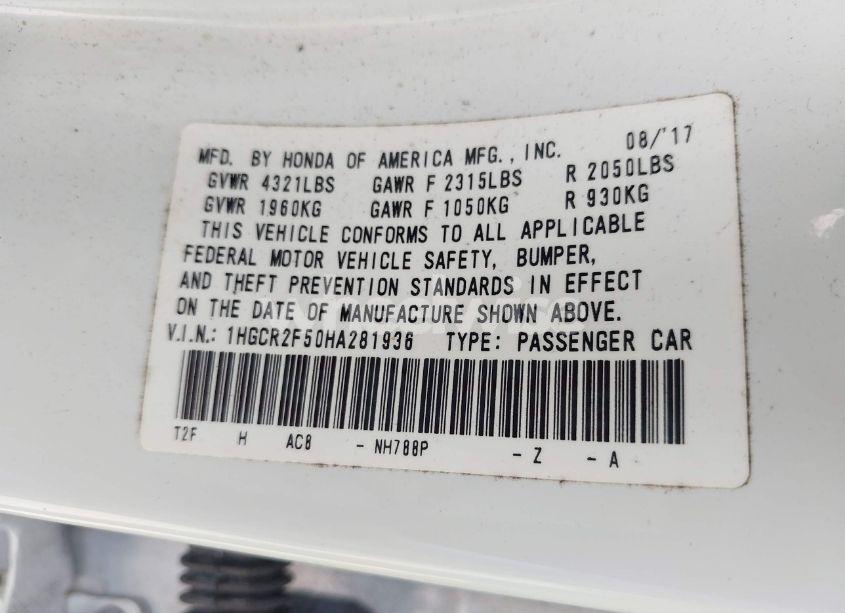 MFD. BY HONDA OF AMERICA MFG., INC. 08/'17
GVWR 4321LBS GAWR F 2315LBS R 2050LBS
GVWR 1960KG GAWR F 1050KG R 930KG
THIS VEHICLE CONFORMS TO ALL APPLICABLE
FEDERAL MOTOR VEHICLE SAFETY, BUMPER,
AND THEFT PREVENTION STANDARDS IN EFFECT
ON THE DATE OF MANUFACTURE SHOWN ABOVE.
V.I.N.: 1HGCR2F50HA281936 TYPE: PASSENGER CAR
T2F H AC8 - NH788P - Z - A